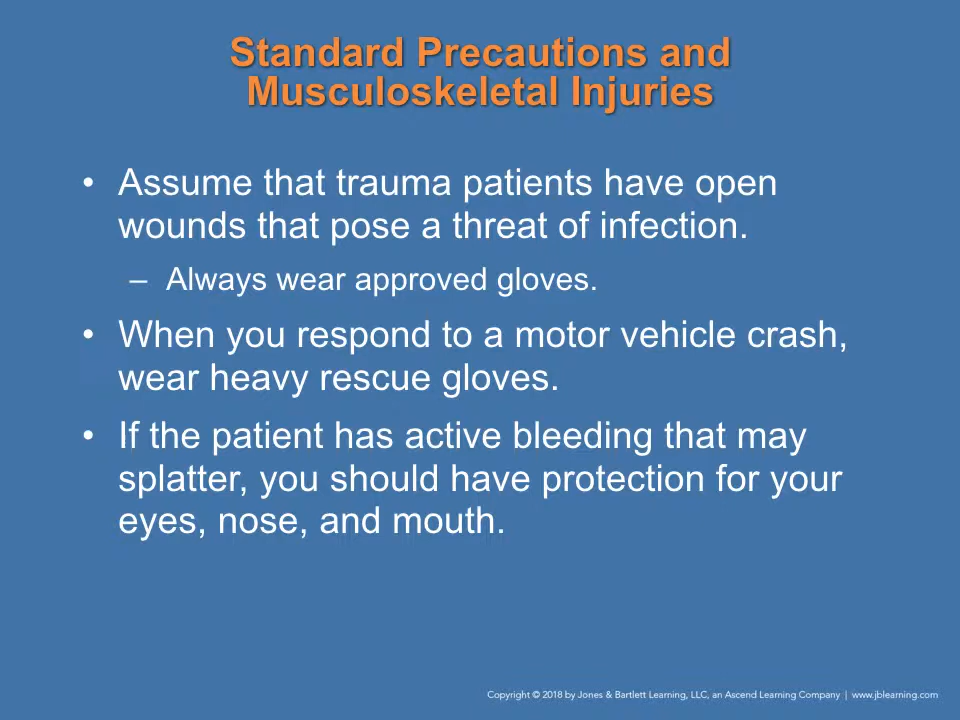 Standard Precautions and
Musculoskeletal Injuries
• Assume that trauma patients have open
wounds that pose a threat of infection.
– Always wear approved gloves.
• When you respond to a motor vehicle crash,
wear heavy rescue gloves.
• If the patient has active bleeding that may
splatter, you should have protection for your
eyes, nose, and mouth.
Copyright © 2018 by Jones & Bartlett Learning, LLC, an Ascend Learning Company | www.jblearning.com